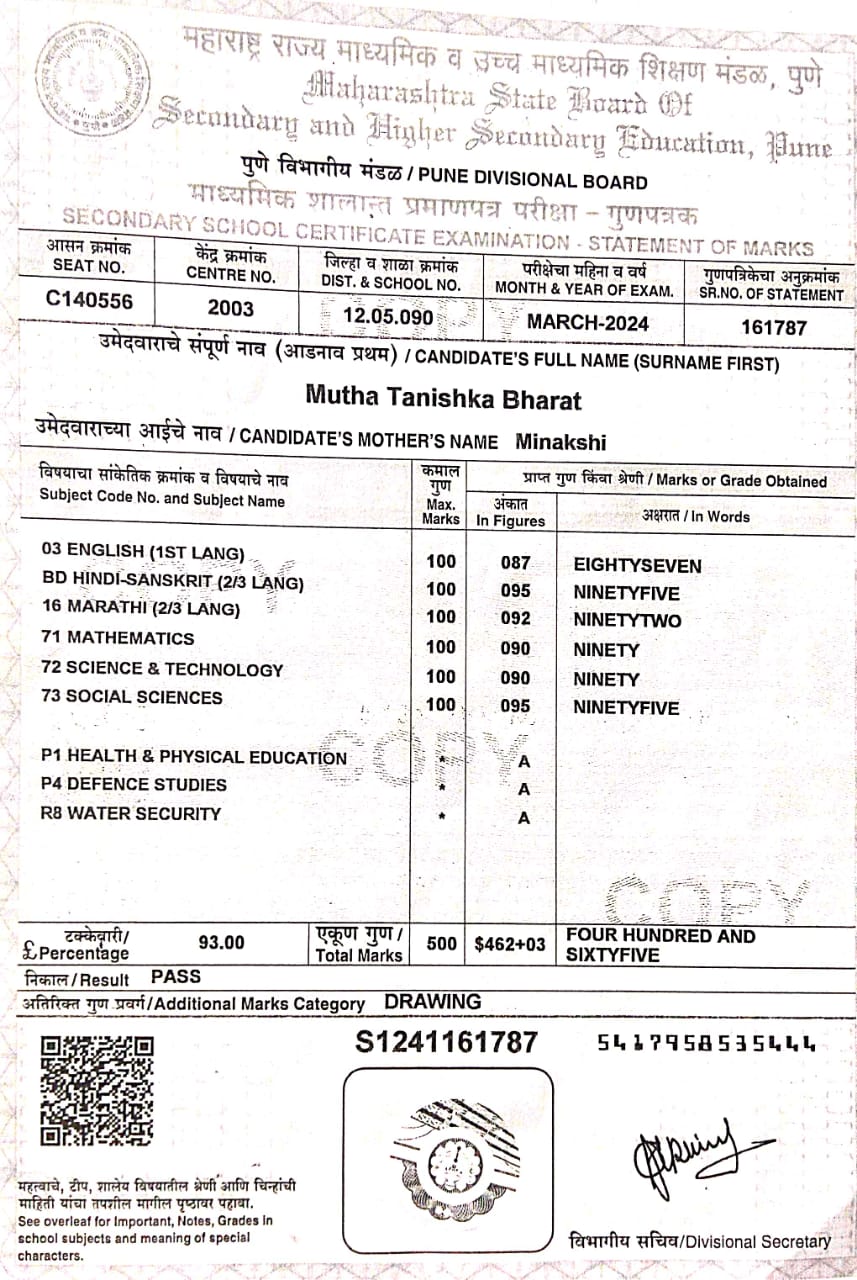 महाराष्ट्र राज्य माध्यमिक व उच्च माध्यमिक शिक्षण मंडळ, पुणे
Maharashtra State Board Of
Secondary and Higher Secondary Education, Pune
पुणे विभागीय मंडळ / PUNE DIVISIONAL BOARD
माध्यमिक शालान्त प्रमाणपत्र परीक्षा - गुणपत्रक
SECONDARY SCHOOL CERTIFICATE EXAMINATION - STATEMENT OF MARKS
आसन क्रमांक केंद्र क्रमांक जिल्हा व शाळा क्रमांक परीक्षेचा महिना व वर्ष गुणपत्रिकेचा अनुक्रमांक
SEAT NO. CENTRE NO. DIST. & SCHOOL NO. MONTH & YEAR OF EXAM. SR.NO. OF STATEMENT
C140556 2003 12.05.090 MARCH-2024 161787
COPY
उमेदवाराचे संपूर्ण नाव (आडनाव प्रथम) / CANDIDATE'S FULL NAME (SURNAME FIRST)
Mutha Tanishka Bharat
उमेदवाराच्या आईचे नाव / CANDIDATE'S MOTHER'S NAME Minakshi
विषयाचा सांकेतिक क्रमांक व विषयाचे नाव
Subject Code No. and Subject Name
कमाल
गुण
Max.
Marks
प्राप्त गुण किंवा श्रेणी / Marks or Grade Obtained
अंकात
In Figures
अक्षरात / In Words
03 ENGLISH (1ST LANG) 100 087 EIGHTYSEVEN
BD HINDI-SANSKRIT (2/3 LANG) 100 095 NINETYFIVE
COPY
16 MARATHI (2/3 LANG) 100 092 NINETYTWO
71 MATHEMATICS 100 090 NINETY
72 SCIENCE & TECHNOLOGY 100 090 NINETY
73 SOCIAL SCIENCES 100 095 NINETYFIVE
P1 HEALTH & PHYSICAL EDUCATION * A
COPY
P4 DEFENCE STUDIES * A
R8 WATER SECURITY * A
COPY
टक्केवारी/
£Percentage
93.00
एकूण गुण /
Total Marks
500 $462+03
FOUR HUNDRED AND
SIXTYFIVE
निकाल/Result PASS
अतिरिक्त गुण प्रवर्ग/Additional Marks Category DRAWING
S1241161787 5417958535444
महत्वाचे, टीप, शालेय विषयातील श्रेणी आणि चिन्हांची
माहिती यांचा तपशील मागील पृष्ठावर पहावा.
See overleaf for Important, Notes, Grades in
school subjects and meaning of special
characters.
विभागीय सचिव/Divisional Secretary